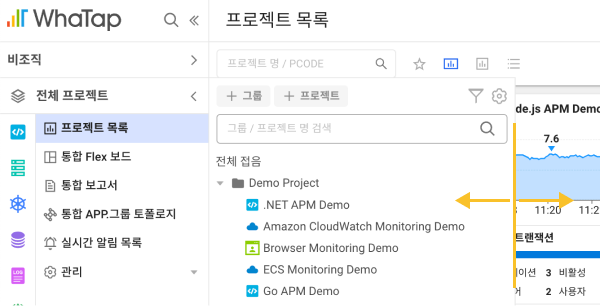 WhaTap
프로젝트 목록
비조직
프로젝트 명 / PCODE
전체 프로젝트
+ 그룹
+ 프로젝트
de.js APM Demo
프로젝트 목록
그룹 / 프로젝트 명 검색
7.6
통합 Flex 보드
전체 접음
통합 보고서
Demo Project
통합 APP.그룹 토폴로지
.NET APM Demo
11:20
11:20
실시간 알림 목록
Amazon CloudWatch Monitoring Demo
트랜잭션
관리
Browser Monitoring Demo
ECS Monitoring Demo
이션 3 비활성
Go APM Demo
어 2 사용자
LOG